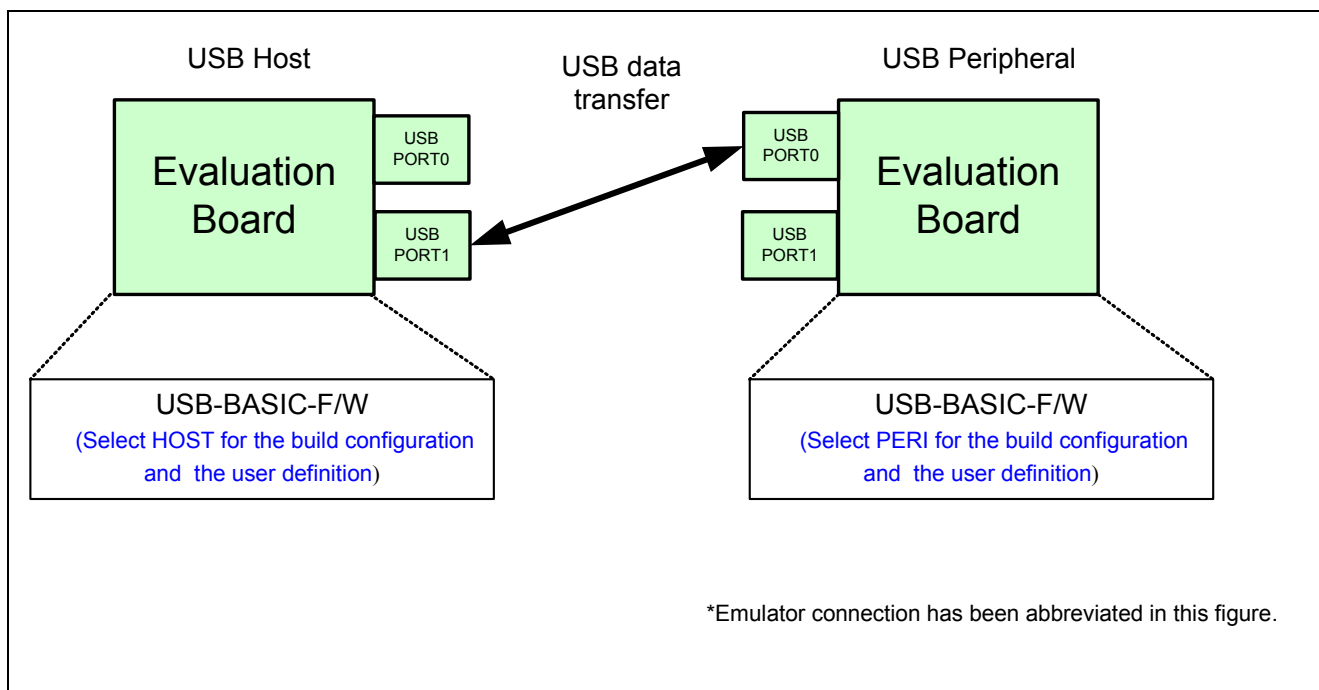 USB Host
USB data
transfer
USB Peripheral
Evaluation
Board
USB
PORT0
USB
PORT1
USB
PORT0
USB
PORT1
Evaluation
Board
USB-BASIC-F/W
(Select HOST for the build configuration
and the user definition)
USB-BASIC-F/W
(Select PERI for the build configuration
and the user definition)
*Emulator connection has been abbreviated in this figure.